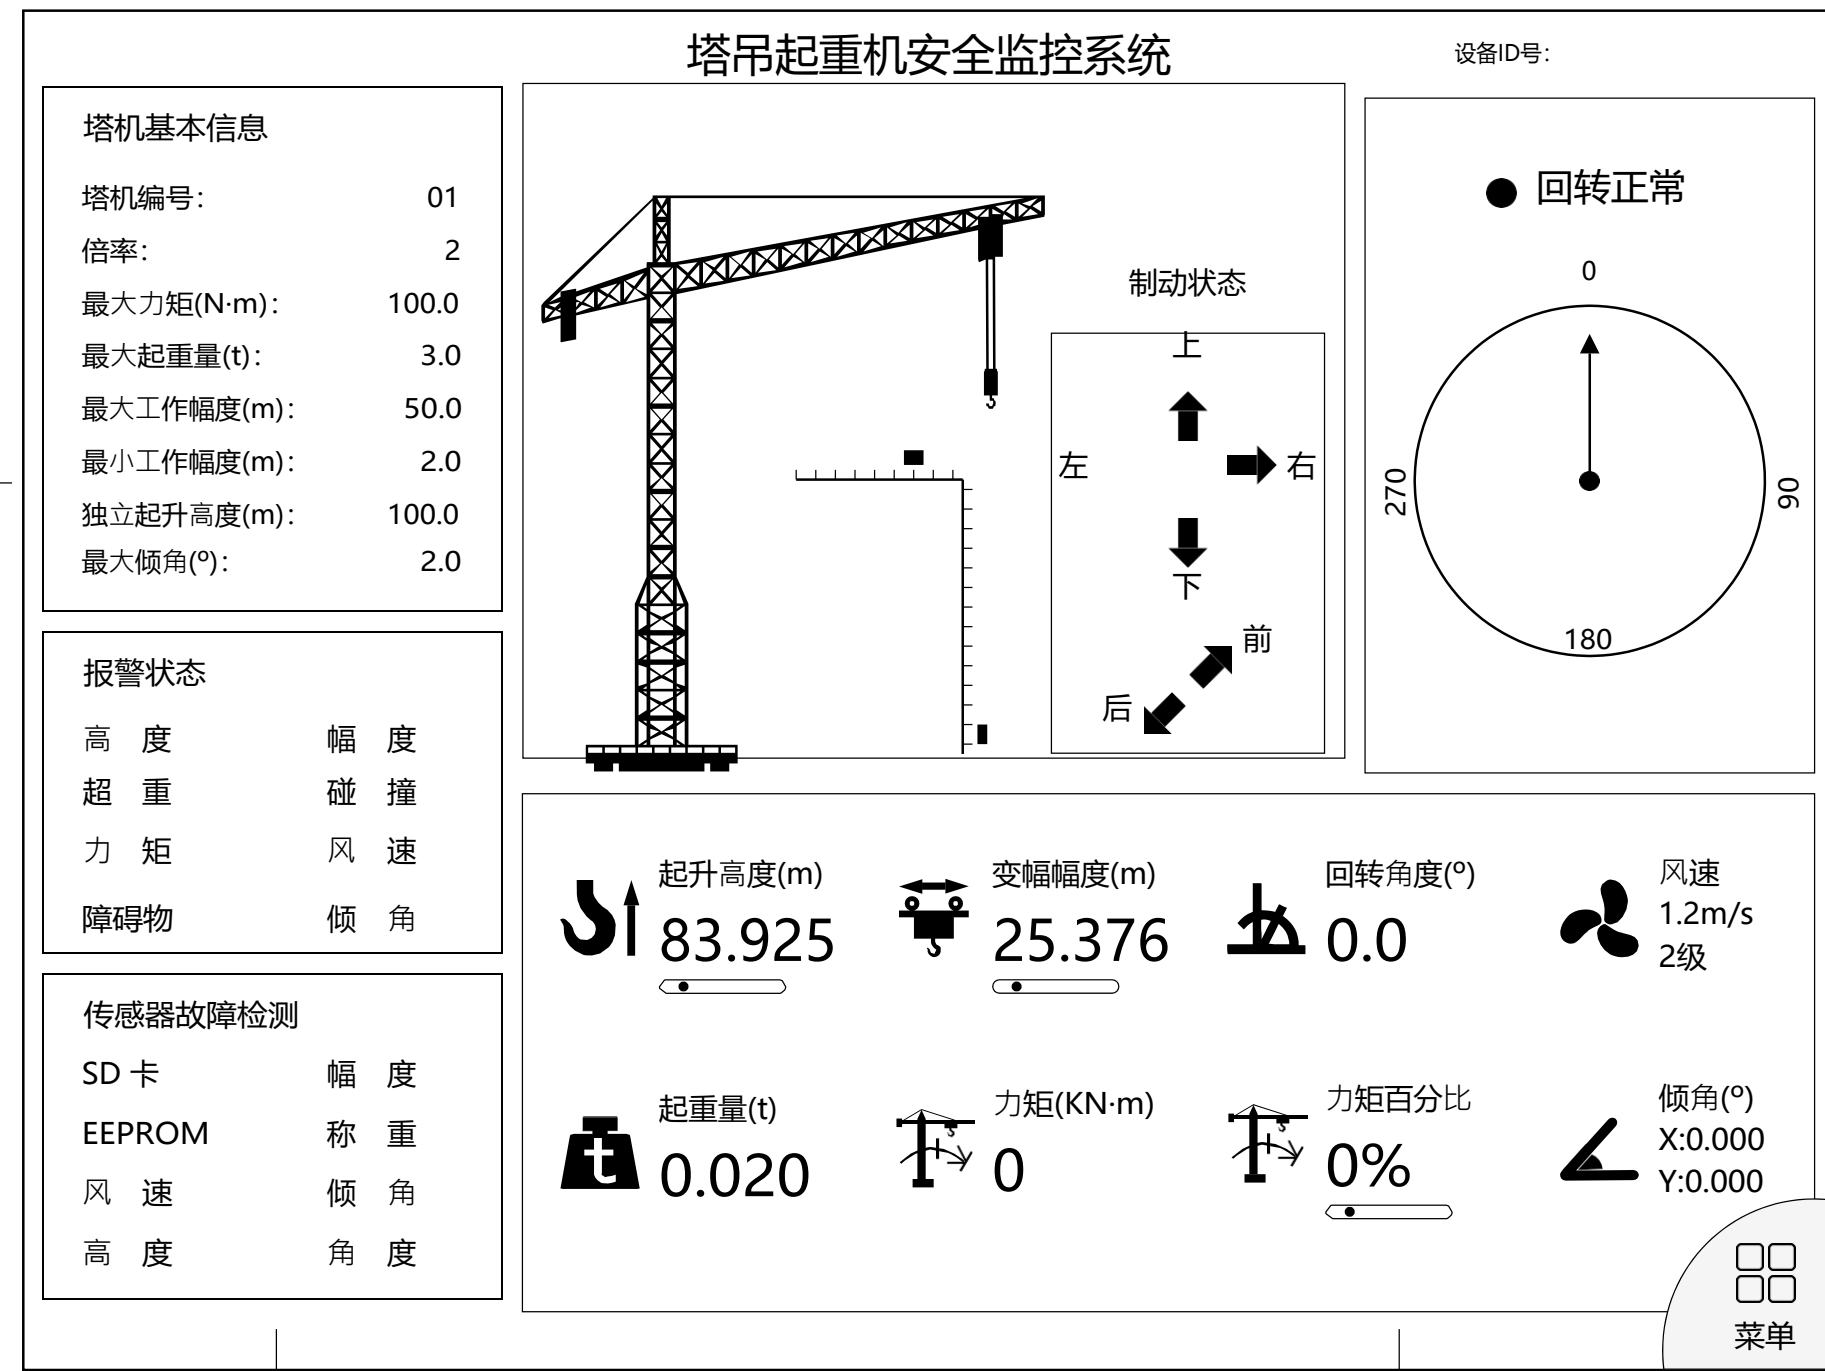 塔吊起重机安全监控系统
设备ID号:
塔机基本信息
塔机编号: 01
倍率: 2
最大力矩(N·m): 100.0
最大起重量(t): 3.0
最大工作幅度(m): 50.0
最小工作幅度(m): 2.0
独立起升高度(m): 100.0
最大倾角(º): 2.0
报警状态
高 度 幅 度
超 重 碰 撞
力 矩 风 速
障碍物 倾 角
传感器故障检测
SD 卡 幅 度
EEPROM 称 重
风 速 倾 角
高 度 角 度
制动状态
上
左 右
下
前
后
回转正常
0
270 90
180
起升高度(m)
83.925
变幅幅度(m)
25.376
回转角度(º)
0.0
风速
1.2m/s
2级
t
起重量(t)
0.020
力矩(KN·m)
0
力矩百分比
0%
倾角(º)
X:0.000
Y:0.000
菜单